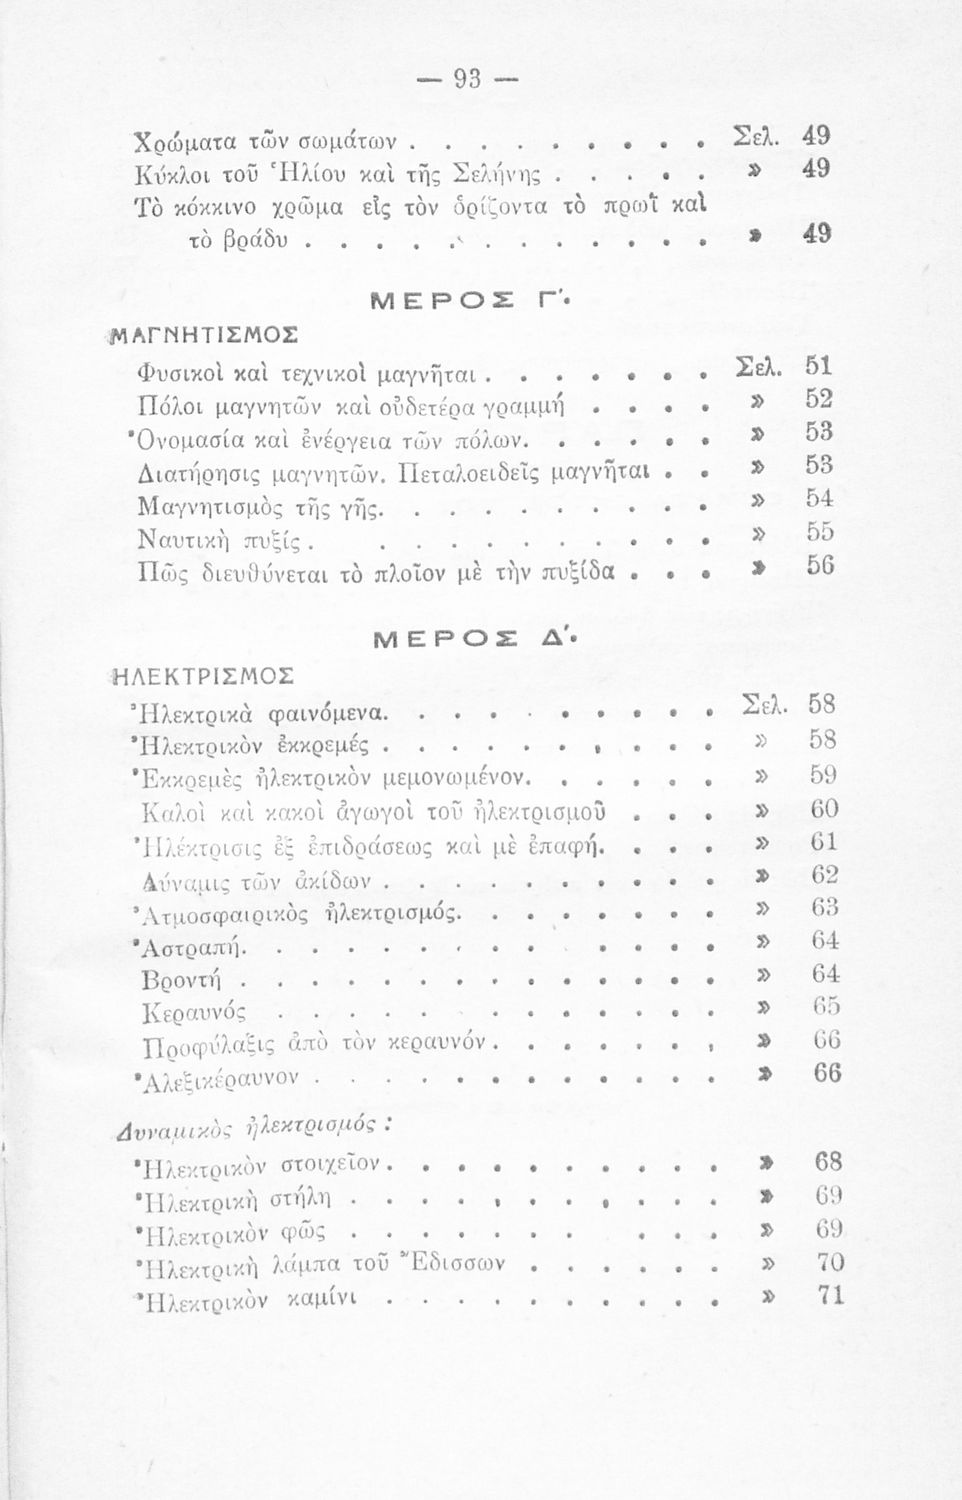 — 93 —
Χρώματα τῶν σωμάτων . . . . . . . . . Σελ. 49
Κύκλοι τοῦ Ἡλίου καὶ τῆς Σελήνης . . . . . » 49
Τὸ κόκκινο χρῶμα εἰς τὸν ὁρίζοντα τὸ πρωῒ καὶ
τὸ βράδυ . . . . . . . . . . . . » 49
ΜΕΡΟΣ Γ΄.
ΜΑΓΝΗΤΙΣΜΟΣ
Φυσικοὶ καὶ τεχνικοὶ μαγνῆται . . . . . . . Σελ. 51
Πόλοι μαγνητῶν καὶ οὐδετέρα γραμμή . . . . » 52
Ὀνομασία καὶ ἐνέργεια τῶν πόλων. . . . . . » 53
Διατήρησις μαγνητῶν. Πεταλοειδεῖς μαγνῆται . . » 53
Μαγνητισμὸς τῆς γῆς. . . . . . . . . . » 54
Ναυτικὴ πυξίς . . . . . . . . . . . » 55
Πῶς διευθύνεται τὸ πλοῖον μὲ τὴν πυξίδα . . . » 56
ΜΕΡΟΣ Δ΄.
ΗΛΕΚΤΡΙΣΜΟΣ
Ἠλεκτρικὰ φαινόμενα. . . . . . . . . . Σελ. 58
Ἠλεκτρικὸν ἐκκρεμές . . . . . . . . . . » 58
Ἐκκρεμὲς ἠλεκτρικὸν μεμονωμένον. . . . . . » 59
Καλοὶ καὶ κακοὶ ἀγωγοὶ τοῦ ἠλεκτρισμοῦ . . . » 60
Ἠλέκτρισις ἐξ ἐπιδράσεως καὶ μὲ ἐπαφή. . . . » 61
Δύναμις τῶν ἀκίδων . . . . . . . . . . » 62
Ἀτμοσφαιρικὸς ἠλεκτρισμός. . . . . . . . » 63
Ἀστραπή. . . . . . . . . . . . . » 64
Βροντή . . . . . . . . . . . . . . » 64
Κεραυνός . . . . . . . . . . . . » 65
Προφύλαξις ἀπὸ τὸν κεραυνόν . . . . . . . » 66
Ἀλεξικέραυνον . . . . . . . . . . . . » 66
Δυναμικὸς ἠλεκτρισμός :
Ἠλεκτρικὸν στοιχεῖον . . . . . . . . . . » 68
Ἠλεκτρικὴ στήλη . . . . . . . . . . . » 69
Ἠλεκτρικὸν φῶς . . . . . . . . . . » 69
Ἠλεκτρικὴ λάμπα τοῦ Ἔδισσων . . . . . . » 70
Ἠλεκτρικὸν καμίνι . . . . . . . . . . » 71